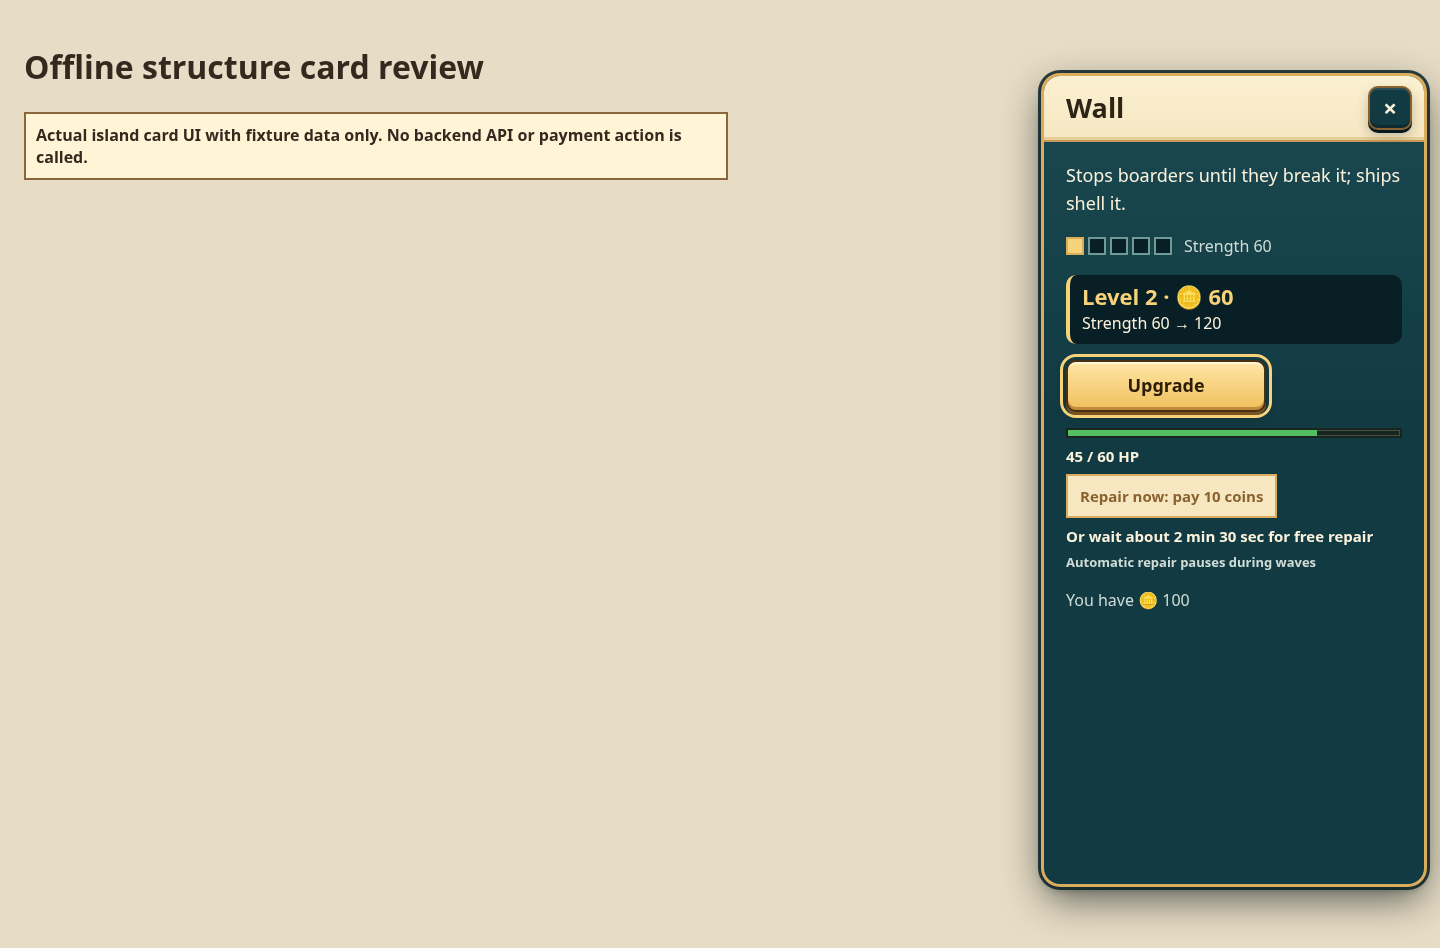 Offline structure card review
Actual island card UI with fixture data only. No backend API or payment action is
called.
Wall
×
Stops boarders until they break it; ships
shell it.
Strength 60
Level 2 · 🪙 60
Strength 60 → 120
Upgrade
45 / 60 HP
Repair now: pay 10 coins
Or wait about 2 min 30 sec for free repair
Automatic repair pauses during waves
You have 🪙 100